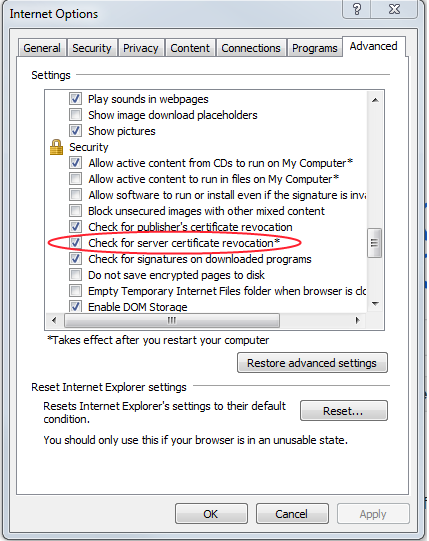 Internet Options
General Security Privacy Content Connections Programs Advanced
Settings
Play sounds in webpages
Show image download placeholders
Show pictures
Security
Allow active content from CDs to run on My Computer*
Allow active content to run in files on My Computer*
Allow software to run or install even if the signature is inva
Block unsecured images with other mixed content
Check for publisher's certificate revocation
Check for server certificate revocation*
Check for signatures on downloaded programs
Do not save encrypted pages to disk
Empty Temporary Internet Files folder when browser is clo
Enable DOM Storage
*Takes effect after you restart your computer
Restore advanced settings
Reset Internet Explorer settings
Resets Internet Explorer's settings to their default
condition.
Reset...
You should only use this if your browser is in an unusable state.
OK Cancel Apply